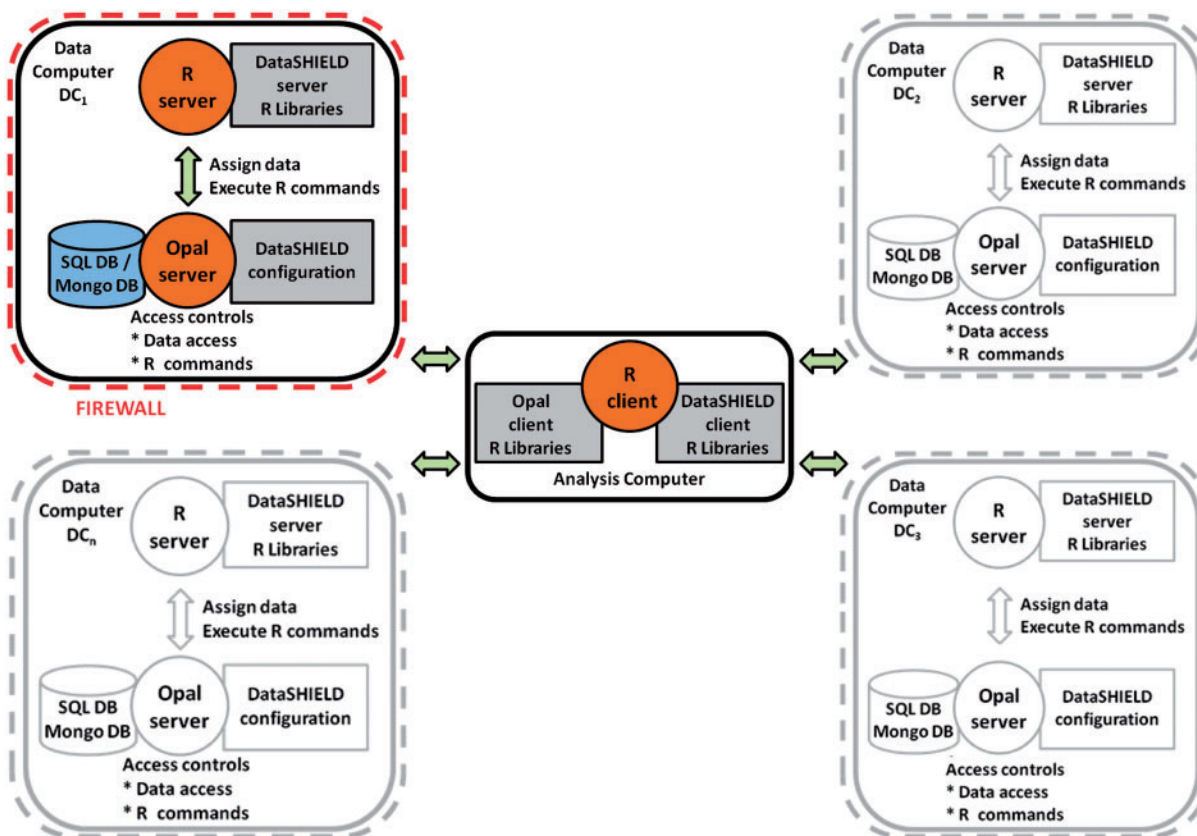 Data
Computer
DC₁
R
server
DataSHIELD
server
R Libraries
Assign data
Execute R commands
SQL DB /
Mongo DB
Opal
server
DataSHIELD
configuration
Access controls
* Data access
* R commands
FIREWALL
Data
Computer
DC₂
R
server
DataSHIELD
server
R Libraries
Assign data
Execute R commands
SQL DB
Mongo DB
Opal
server
DataSHIELD
configuration
Access controls
* Data access
* R commands
R
client
Opal
client
R Libraries
DataSHIELD
client
R Libraries
Analysis Computer
Data
Computer
DCₙ
R
server
DataSHIELD
server
R Libraries
Assign data
Execute R commands
SQL DB
Mongo DB
Opal
server
DataSHIELD
configuration
Access controls
* Data access
* R commands
Data
Computer
DC₃
R
server
DataSHIELD
server
R Libraries
Assign data
Execute R commands
SQL DB
Mongo DB
Opal
server
DataSHIELD
configuration
Access controls
* Data access
* R commands